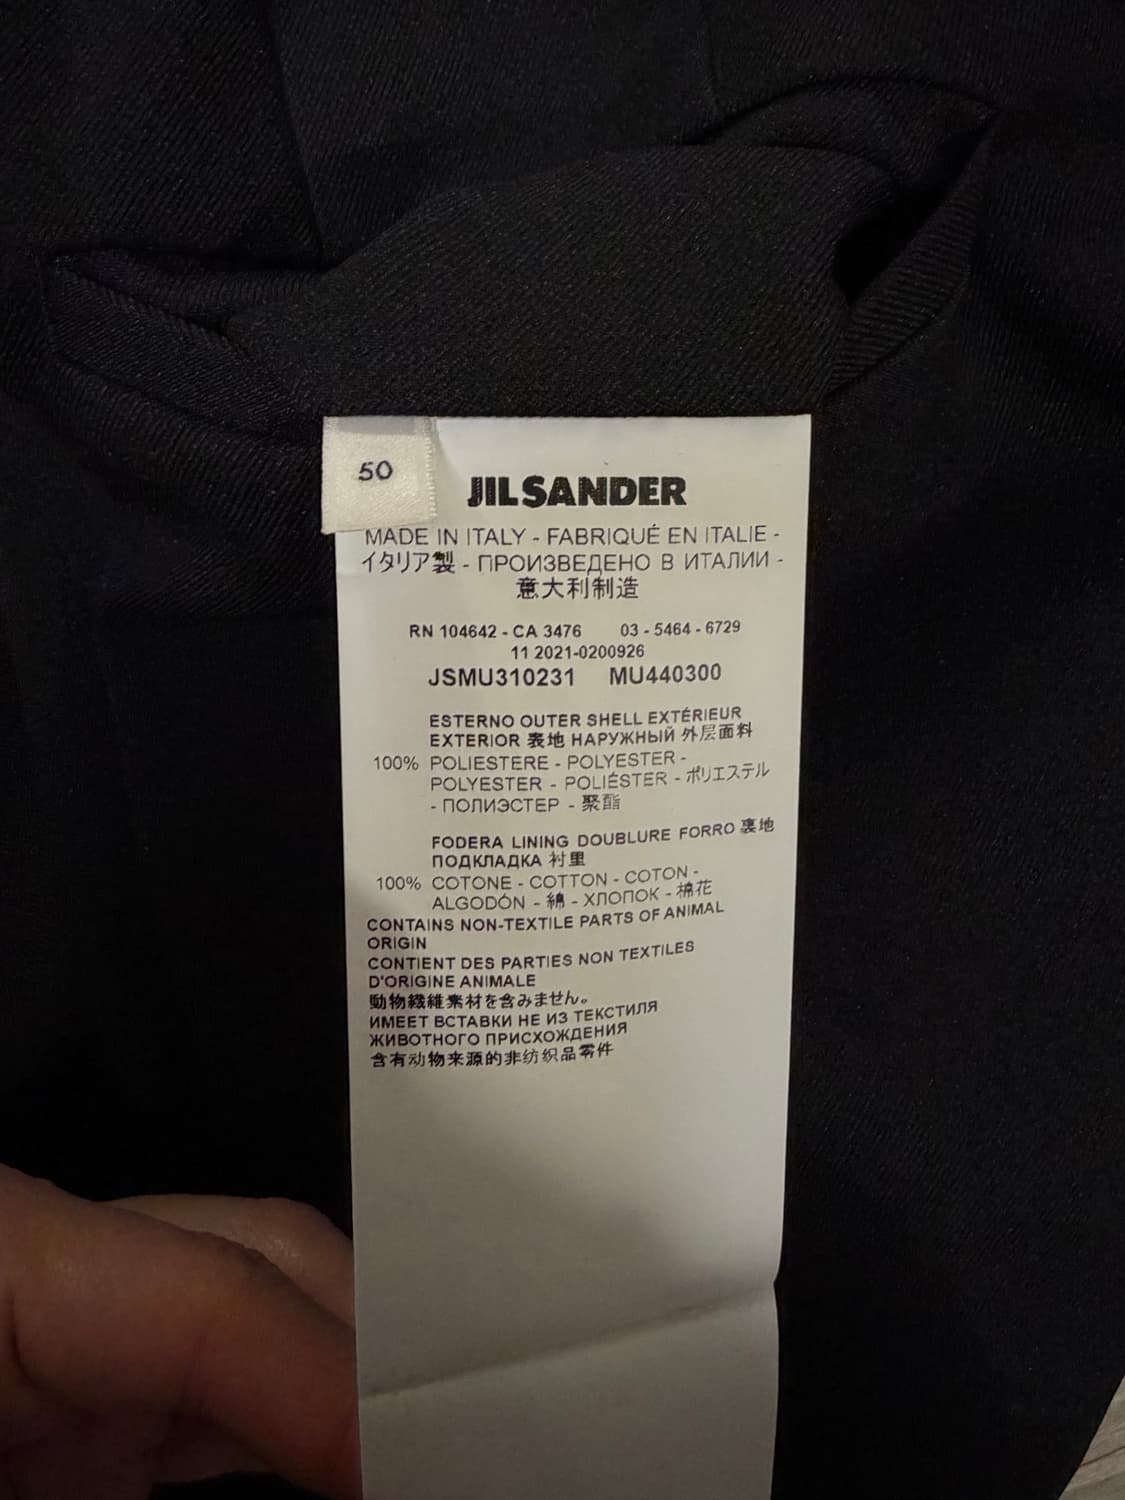 50
JIL SANDER
MADE IN ITALY - FABRIQUÉ EN ITALIE -
イタリア製 - ПРОИЗВЕДЕНО В ИТАЛИИ -
意大利制造
RN 104642 - CA 3476 03 - 5464 - 6729
11 2021-0200926
JSMU310231 MU440300
ESTERNO OUTER SHELL EXTÉRIEUR
EXTERIOR 表地 НАРУЖНЫЙ 外层面料
100% POLIESTERE - POLYESTER -
POLYESTER - POLIÉSTER - ポリエステル
- ПОЛИЭСТЕР - 聚酯
FODERA LINING DOUBLURE FORRO 裏地
ПОДКЛАДКА 衬里
100% COTONE - COTTON - COTON -
ALGODÓN - 綿 - ХЛОПОК - 棉花
CONTAINS NON-TEXTILE PARTS OF ANIMAL
ORIGIN
CONTIENT DES PARTIES NON TEXTILES
D'ORIGINE ANIMALE
動物繊維素材を含みません。
ИМЕЕТ ВСТАВКИ НЕ ИЗ ТЕКСТИЛЯ
ЖИВОТНОГО ПРИСХОЖДЕНИЯ
含有动物来源的非纺织品零件